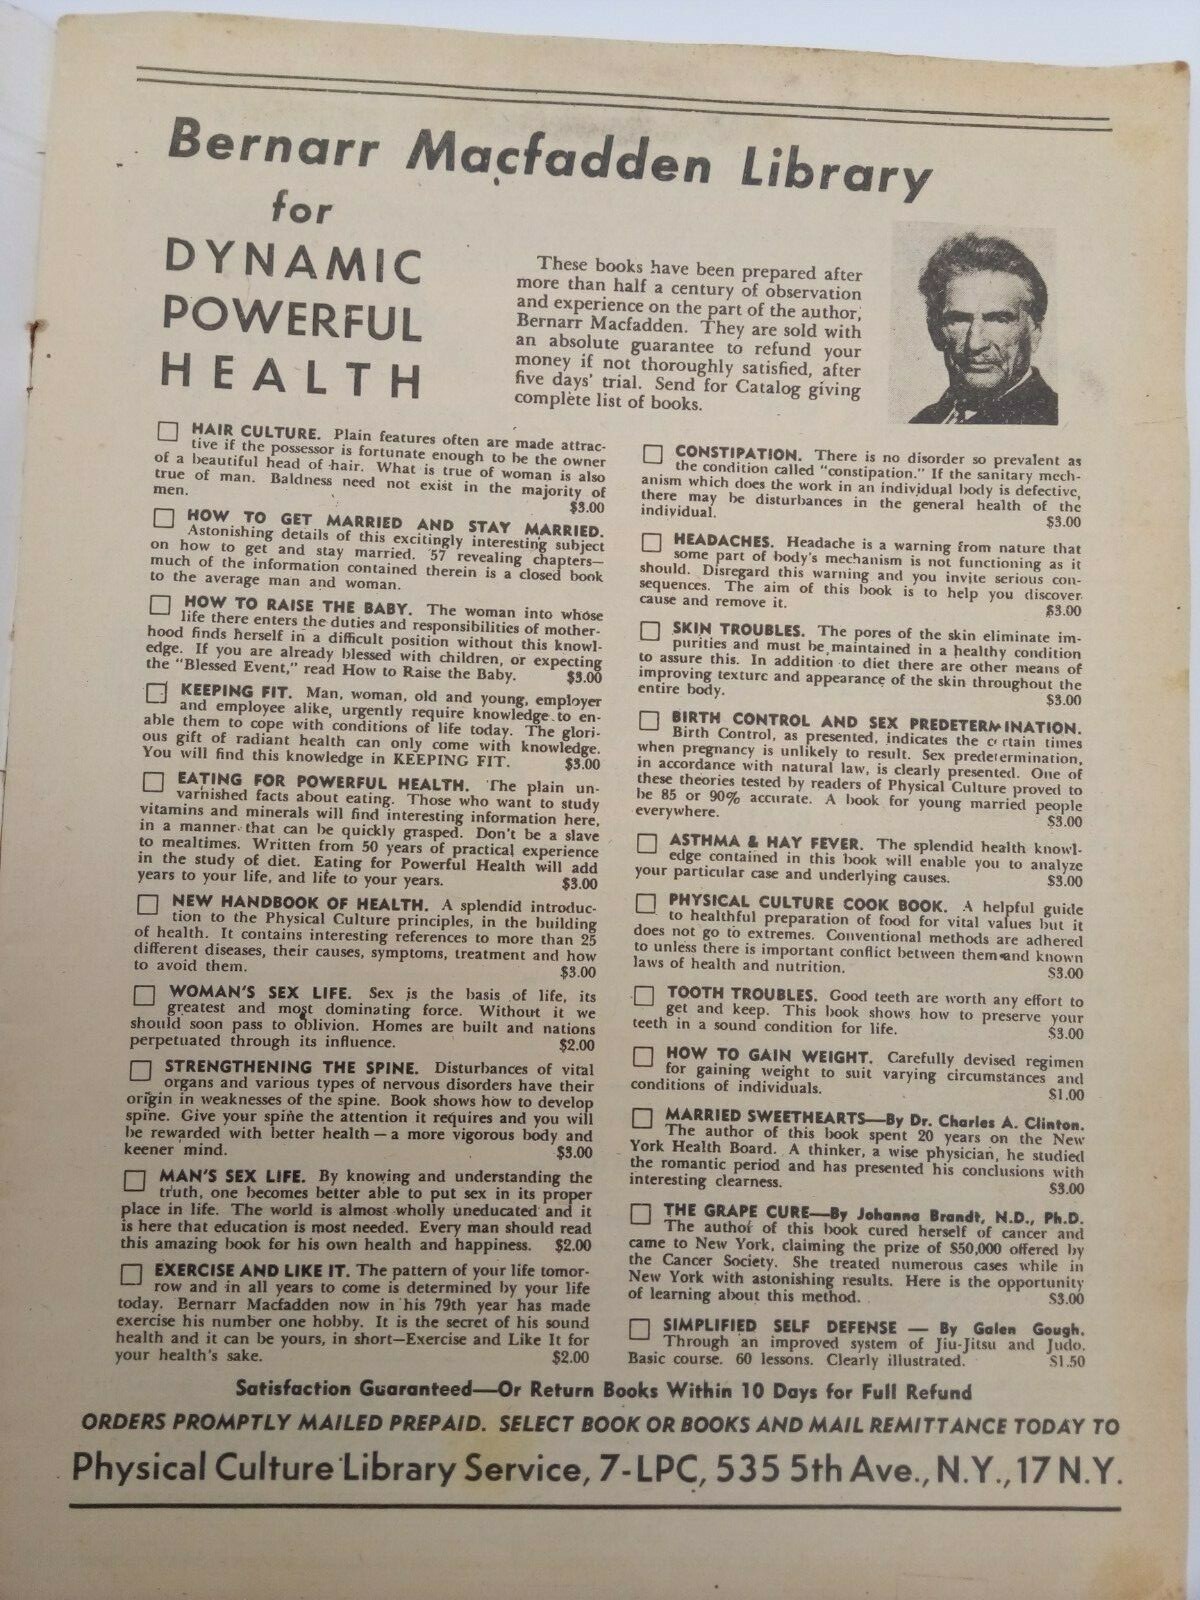 Bernarr Macfadden Library
for
DYNAMIC
POWERFUL
HEALTH
These books have been prepared after
more than half a century of observation
and experience on the part of the author,
Bernarr Macfadden. They are sold with
an absolute guarantee to refund your
money if not thoroughly satisfied, after
five days' trial. Send for Catalog giving
complete list of books.
HAIR CULTURE. Plain features often are made attrac-
tive if the possessor is fortunate enough to be the owner
of a beautiful head of hair. What is true of woman is also
true of man. Baldness need not exist in the majority of
men. $3.00
HOW TO GET MARRIED AND STAY MARRIED.
Astonishing details of this excitingly interesting subject
on how to get and stay married. 57 revealing chapters—
much of the information contained therein is a closed book
to the average man and woman.
HOW TO RAISE THE BABY. The woman into whose
life there enters the duties and responsibilities of mother-
hood finds herself in a difficult position without this knowl-
edge. If you are already blessed with children, or expecting
the "Blessed Event," read How to Raise the Baby. $3.00
KEEPING FIT. Man, woman, old and young, employer
and employee alike, urgently require knowledge to en-
able them to cope with conditions of life today. The glori-
ous gift of radiant health can only come with knowledge.
You will find this knowledge in KEEPING FIT. $3.00
EATING FOR POWERFUL HEALTH. The plain un-
varnished facts about eating. Those who want to study
vitamins and minerals will find interesting information here,
in a manner that can be quickly grasped. Don't be a slave
to mealtimes. Written from 50 years of practical experience
in the study of diet. Eating for Powerful Health will add
years to your life, and life to your years. $3.00
NEW HANDBOOK OF HEALTH. A splendid introduc-
tion to the Physical Culture principles, in the building
of health. It contains interesting references to more than 25
different diseases, their causes, symptoms, treatment and how
to avoid them. $3.00
WOMAN'S SEX LIFE. Sex is the basis of life, its
greatest and most dominating force. Without it we
should soon pass to oblivion. Homes are built and nations
perpetuated through its influence. $2.00
STRENGTHENING THE SPINE. Disturbances of vital
organs and various types of nervous disorders have their
origin in weaknesses of the spine. Book shows how to develop
spine. Give your spine the attention it requires and you will
be rewarded with better health—a more vigorous body and
keener mind. $3.00
MAN'S SEX LIFE. By knowing and understanding the
truth, one becomes better able to put sex in its proper
place in life. The world is almost wholly uneducated and it
is here that education is most needed. Every man should read
this amazing book for his own health and happiness. $2.00
EXERCISE AND LIKE IT. The pattern of your life tomor-
row and in all years to come is determined by your life
today. Bernarr Macfadden now in his 79th year has made
exercise his number one hobby. It is the secret of his sound
health and it can be yours, in short—Exercise and Like It for
your health's sake. $2.00
CONSTIPATION. There is no disorder so prevalent as
the condition called "constipation." If the sanitary mech-
anism which does the work in an individual body is defective,
there may be disturbances in the general health of the
individual. $3.00
HEADACHES. Headache is a warning from nature that
some part of body's mechanism is not functioning as it
should. Disregard this warning and you invite serious con-
sequences. The aim of this book is to help you discover
cause and remove it. $3.00
SKIN TROUBLES. The pores of the skin eliminate im-
purities and must be maintained in a healthy condition
to assure this. In addition to diet there are other means of
improving texture and appearance of the skin throughout the
entire body. $3.00
BIRTH CONTROL AND SEX PREDETERMINATION.
Birth Control, as presented, indicates the certain times
when pregnancy is unlikely to result. Sex predetermination,
in accordance with natural law, is clearly presented. One of
these theories tested by readers of Physical Culture proved to
be 85 or 90% accurate. A book for young married people
everywhere. $3.00
ASTHMA & HAY FEVER. The splendid health knowl-
edge contained in this book will enable you to analyze
your particular case and underlying causes. $3.00
PHYSICAL CULTURE COOK BOOK. A helpful guide
to healthful preparation of food for vital values but it
does not go to extremes. Conventional methods are adhered
to unless there is important conflict between them and known
laws of health and nutrition. $3.00
TOOTH TROUBLES. Good teeth are worth any effort to
get and keep. This book shows how to preserve your
teeth in a sound condition for life. $3.00
HOW TO GAIN WEIGHT. Carefully devised regimen
for gaining weight to suit varying circumstances and
conditions of individuals. $1.00
MARRIED SWEETHEARTS—By Dr. Charles A. Clinton.
The author of this book spent 20 years on the New
York Health Board. A thinker, a wise physician, he studied
the romantic period and has presented his conclusions with
interesting clearness. $3.00
THE GRAPE CURE—By Johanna Brandt, N.D., Ph.D.
The author of this book cured herself of cancer and
came to New York, claiming the prize of $50,000 offered by
the Cancer Society. She treated numerous cases while in
New York with astonishing results. Here is the opportunity
of learning about this method. $3.00
SIMPLIFIED SELF DEFENSE — By Galen Gough.
Through an improved system of Jiu-Jitsu and Judo.
Basic course. 60 lessons. Clearly illustrated. $1.50
Satisfaction Guaranteed—Or Return Books Within 10 Days for Full Refund
ORDERS PROMPTLY MAILED PREPAID. SELECT BOOK OR BOOKS AND MAIL REMITTANCE TODAY TO
Physical Culture Library Service, 7-LPC, 535 5th Ave., N.Y., 17 N.Y.